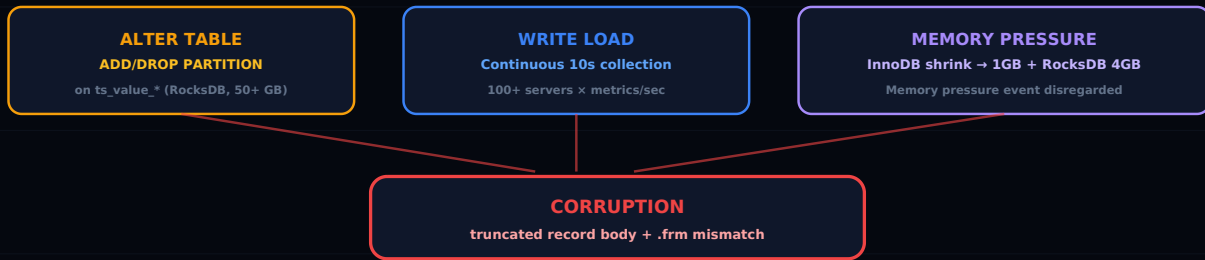 ALTER TABLE
ADD/DROP PARTITION
on ts_value_* (RocksDB, 50+ GB)
WRITE LOAD
Continuous 10s collection
100+ servers × metrics/sec
MEMORY PRESSURE
InnoDB shrink → 1GB + RocksDB 4GB
Memory pressure event disregarded
CORRUPTION
truncated record body + .frm mismatch